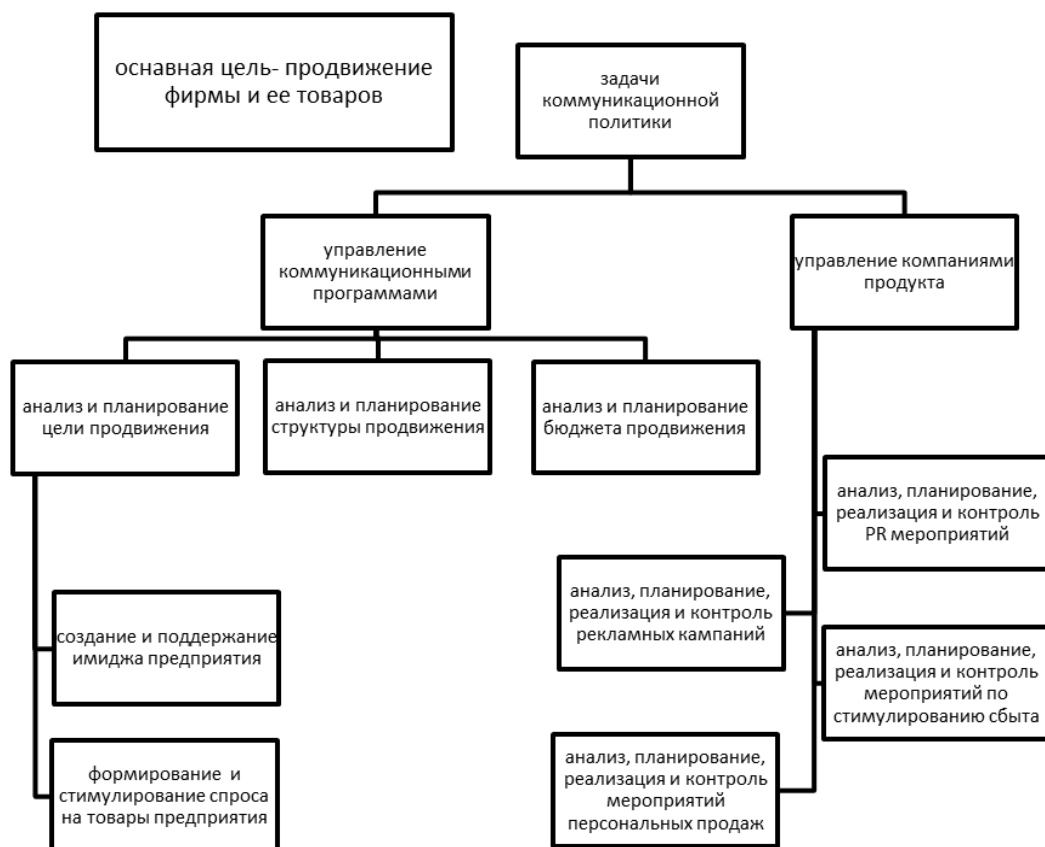 оснавная цель- продвижение
фирмы и ее товаров
задачи
коммуникационной
политики
управление
коммуникационными
программами
управление компаниями
продукта
анализ и планирование
цели продвижения
анализ и планирование
структуры продвижения
анализ и планирование
бюджета продвижения
анализ, планирование,
реализация и контроль
PR мероприятий
анализ, планирование,
реализация и контроль
рекламных кампаний
создание и поддержание
имиджа предприятия
анализ, планирование,
реализация и контроль
мероприятий по
стимулированию сбыта
формирование и
стимулирование спроса
на товары предприятия
анализ, планирование,
реализация и контроль
мероприятий
персональных продаж